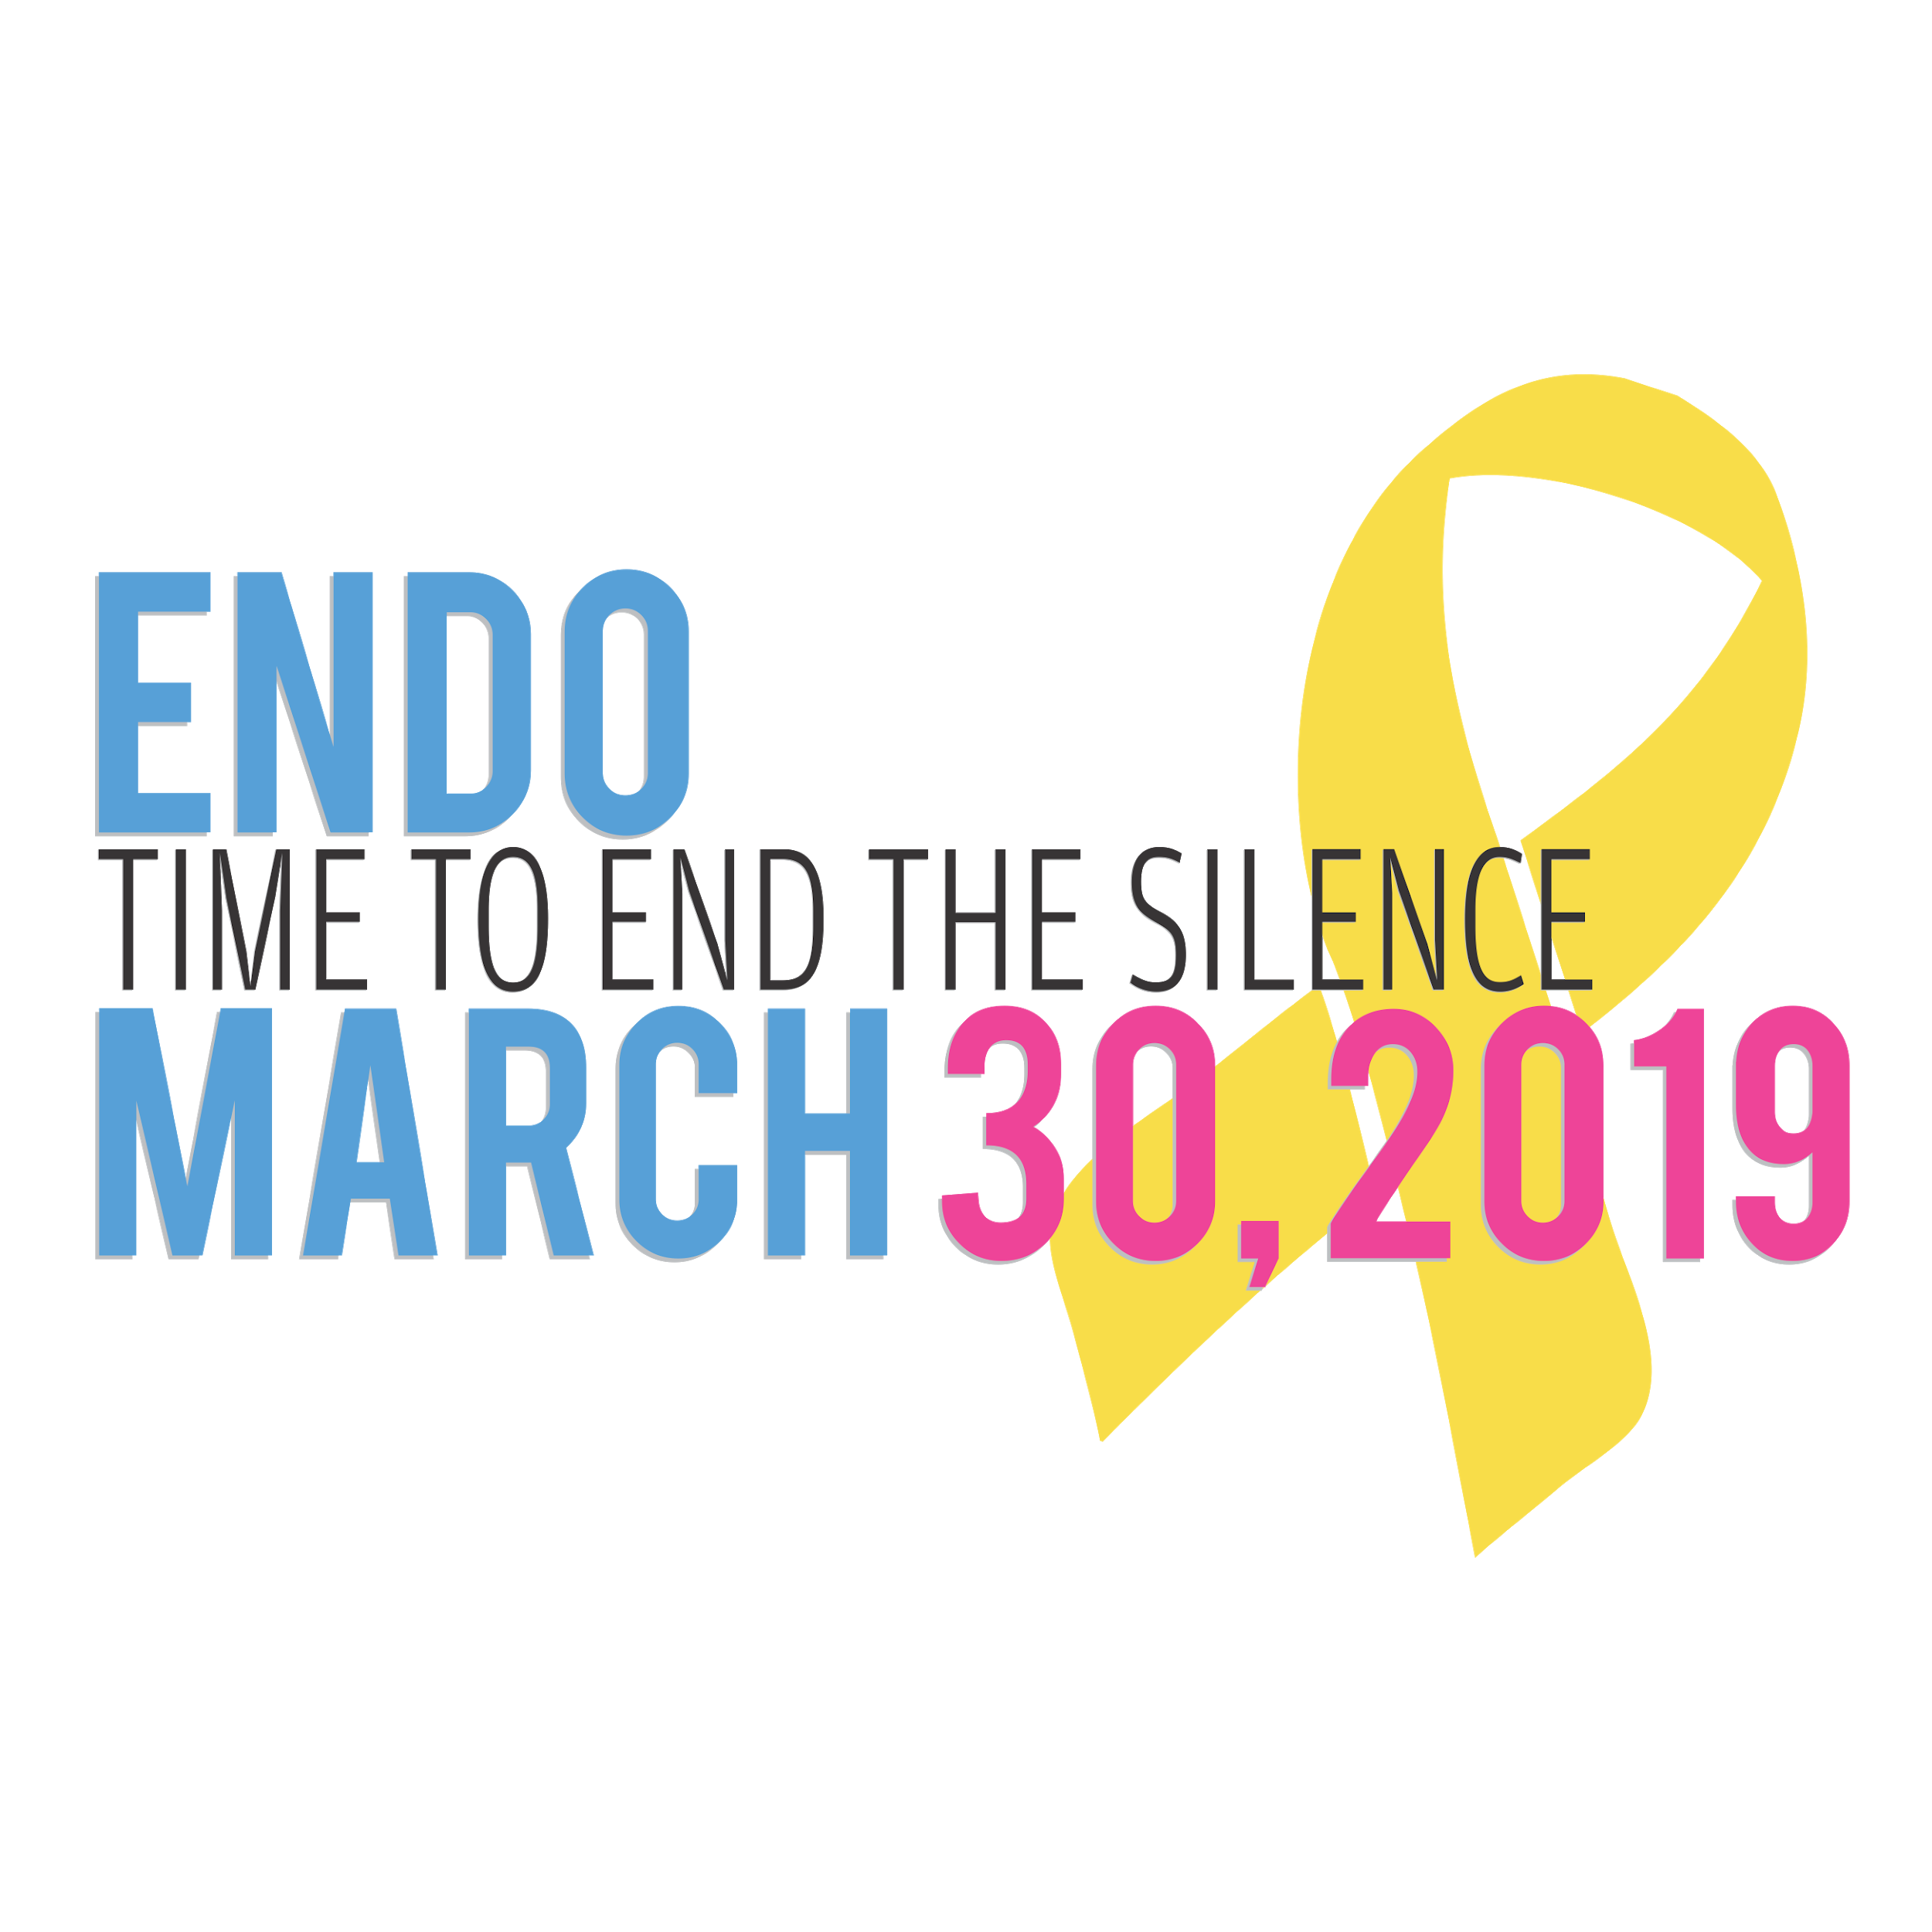 ENDO
TIME TO END THE SILENCE
MARCH 30, 2019